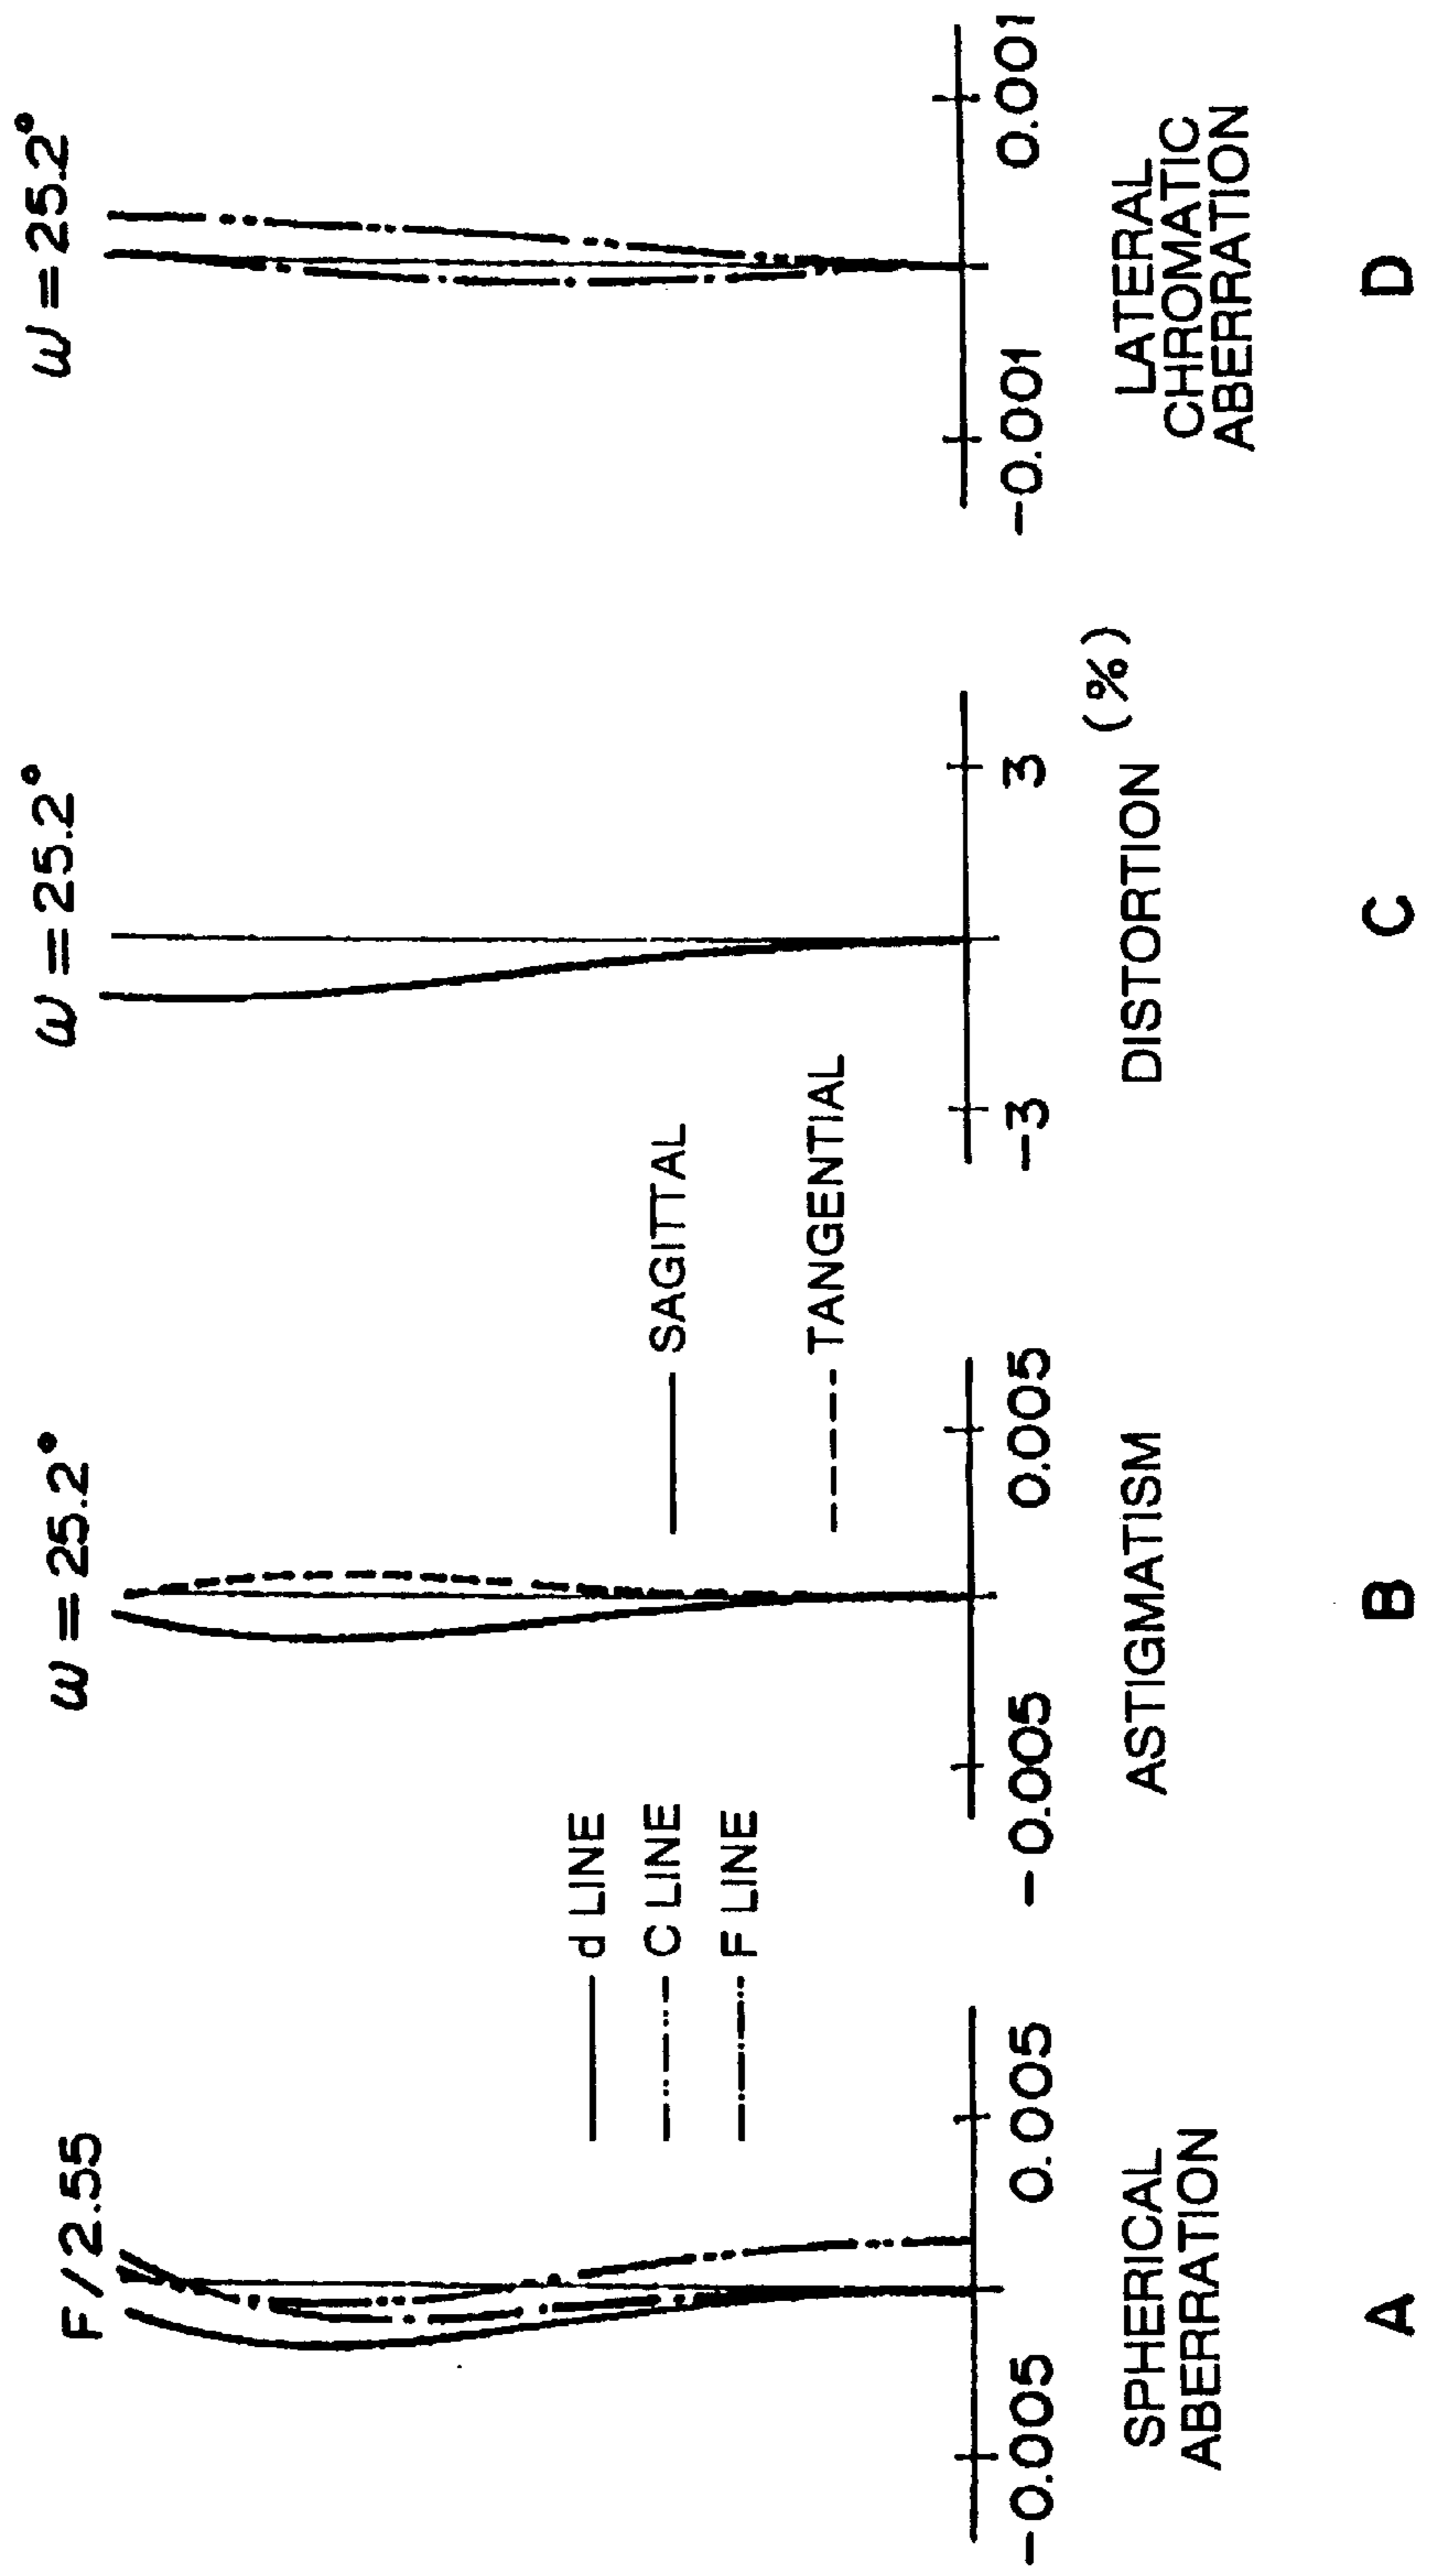 F / 2.55
d LINE
C LINE
F LINE
-0.005 0.005
SPHERICAL
ABERRATION
A
ω = 25.2°
SAGITTAL
TANGENTIAL
-0.005 0.005
ASTIGMATISM
B
ω = 25.2°
-3 3
(%)
DISTORTION
C
ω = 25.2°
-0.001 0.001
LATERAL
CHROMATIC
ABERRATION
D